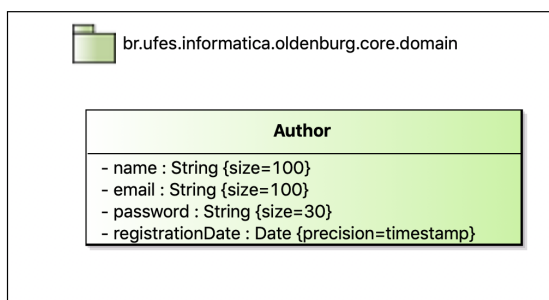 br.ufes.informatica.oldenburg.core.domain
Author
- name : String {size=100}
- email : String {size=100}
- password : String {size=30}
- registrationDate : Date {precision=timestamp}